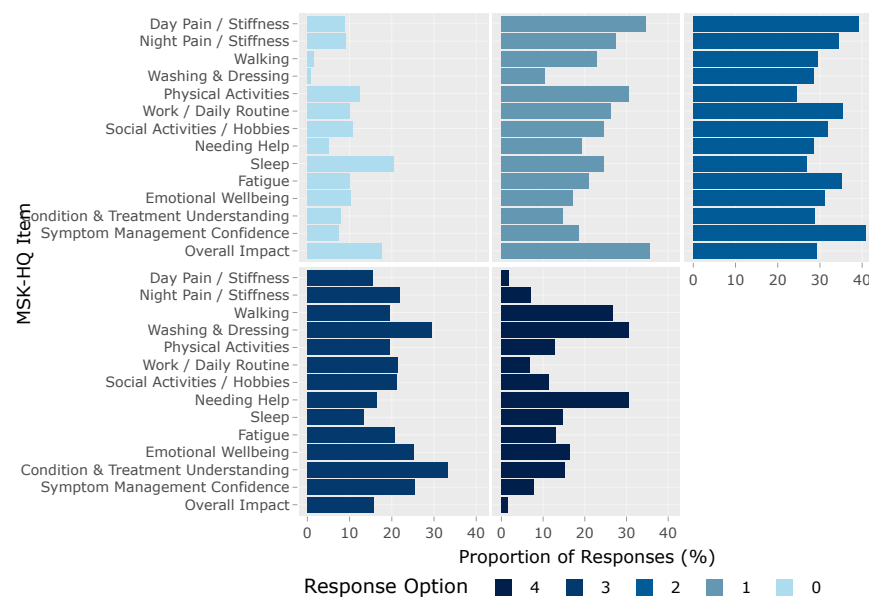 Day Pain / Stiffness
Night Pain / Stiffness
Walking
Washing & Dressing
Physical Activities
Work / Daily Routine
Social Activities / Hobbies
Needing Help
Sleep
Fatigue
Emotional Wellbeing
Condition & Treatment Understanding
Symptom Management Confidence
Overall Impact
0 10 20 30 40
MSK-HQ Item
Day Pain / Stiffness
Night Pain / Stiffness
Walking
Washing & Dressing
Physical Activities
Work / Daily Routine
Social Activities / Hobbies
Needing Help
Sleep
Fatigue
Emotional Wellbeing
Condition & Treatment Understanding
Symptom Management Confidence
Overall Impact
0 10 20 30 40 0 10 20 30 40
Proportion of Responses (%)
Response Option 4 3 2 1 0